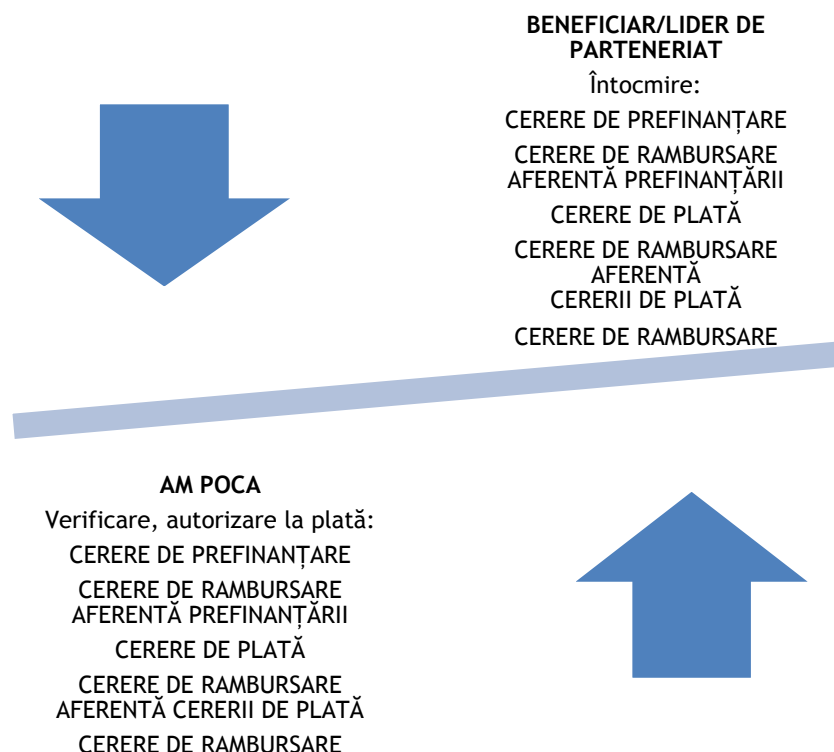 BENEFICIAR/LIDER DE
PARTENERIAT
Întocmire:
CERERE DE PREFINANȚARE
CERERE DE RAMBURSARE
AFERENTĂ PREFINANȚĂRII
CERERE DE PLATĂ
CERERE DE RAMBURSARE
AFERENTĂ
CERERII DE PLATĂ
CERERE DE RAMBURSARE
AM POCA
Verificare, autorizare la plată:
CERERE DE PREFINANȚARE
CERERE DE RAMBURSARE
AFERENTĂ PREFINANȚĂRII
CERERE DE PLATĂ
CERERE DE RAMBURSARE
AFERENTĂ CERERII DE PLATĂ
CERERE DE RAMBURSARE